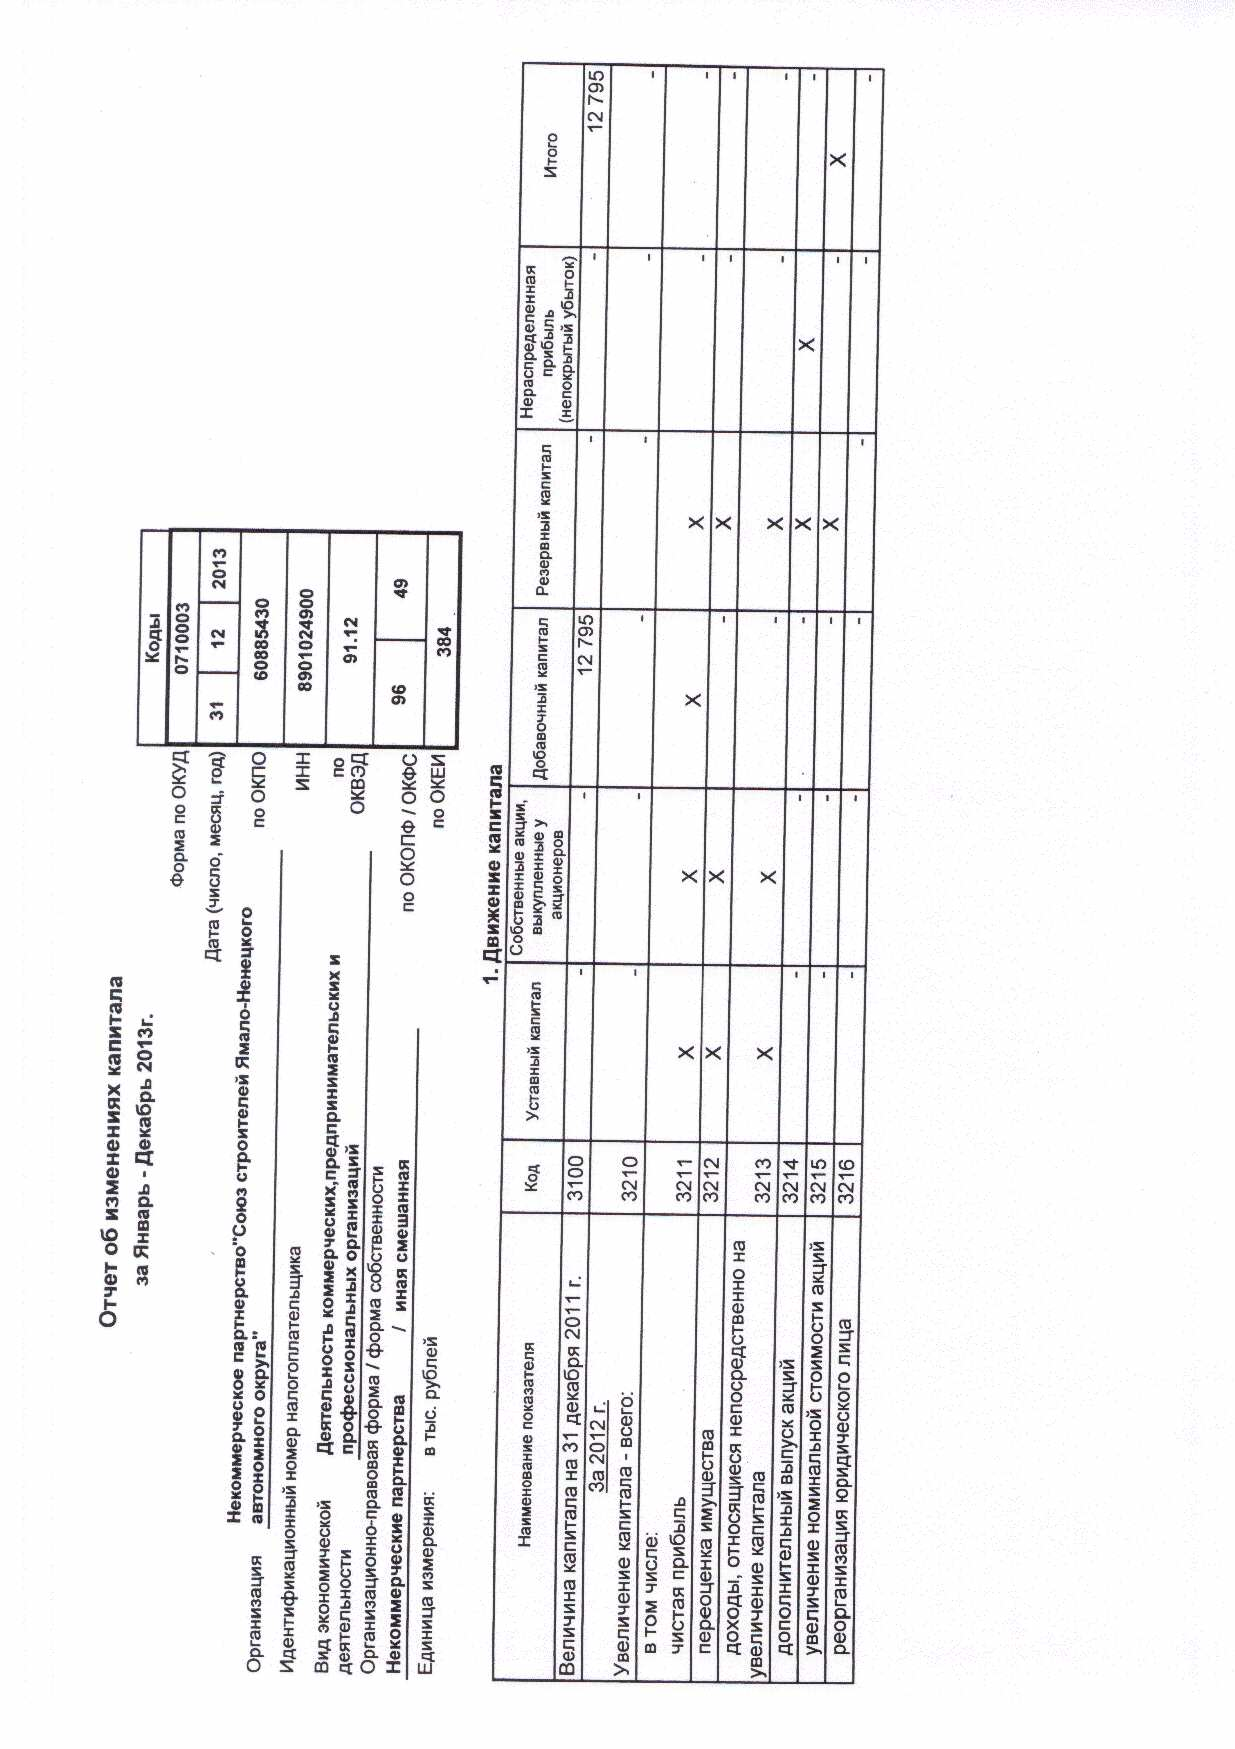 Отчет об изменениях капитала
за Январь - Декабрь 2013г.
Коды
Форма по ОКУД 0710003
Дата (число, месяц, год) 31 12 2013
Некоммерческое партнерство"Союз строителей Ямало-Ненецкого
Организация автономного округа" по ОКПО 60885430
Идентификационный номер налогоплательщика ИНН 8901024900
Вид экономической Деятельность коммерческих,предпринимательских и по
деятельности профессиональных организаций ОКВЭД 91.12
Организационно-правовая форма / форма собственности
Некоммерческие партнерства / иная смешанная по ОКОПФ / ОКФС 96 49
Единица измерения: в тыс. рублей по ОКЕИ 384
1. Движение капитала
Наименование показателя Код Уставный капитал Собственные акции, выкупленные у акционеров Добавочный капитал Резервный капитал Нераспределенная прибыль (непокрытый убыток) Итого
Величина капитала на 31 декабря 2011 г. 3100 - - 12 795 - - 12 795
За 2012 г.
Увеличение капитала - всего: 3210 - - - - - -
в том числе:
чистая прибыль 3211 X X X X - -
переоценка имущества 3212 X X - X - -
доходы, относящиеся непосредственно на
увеличение капитала 3213 X X - X - -
дополнительный выпуск акций 3214 - - - X X -
увеличение номинальной стоимости акций 3215 - - - X - X
реорганизация юридического лица 3216 - - - - - -